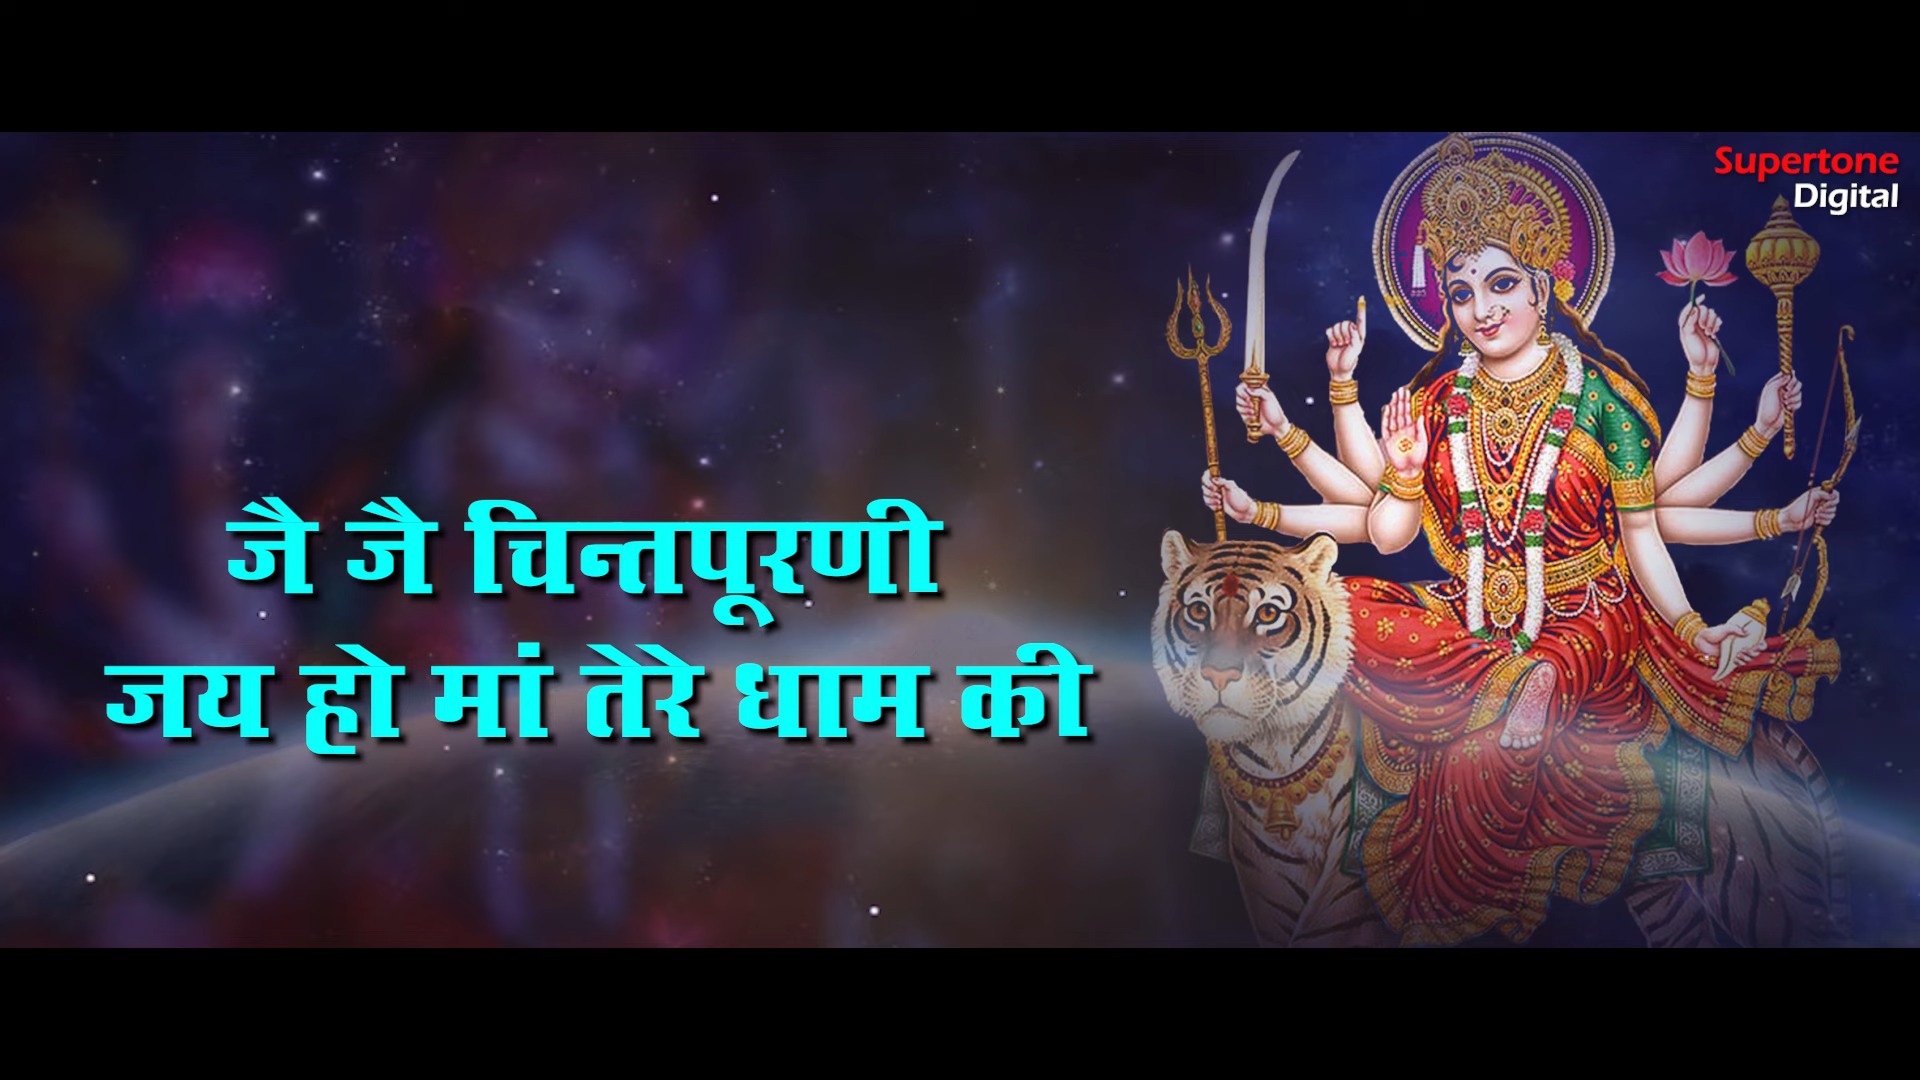 Supertone
Digital
जै जै चिन्तपूरणी
जय हो मां तेरे धाम की